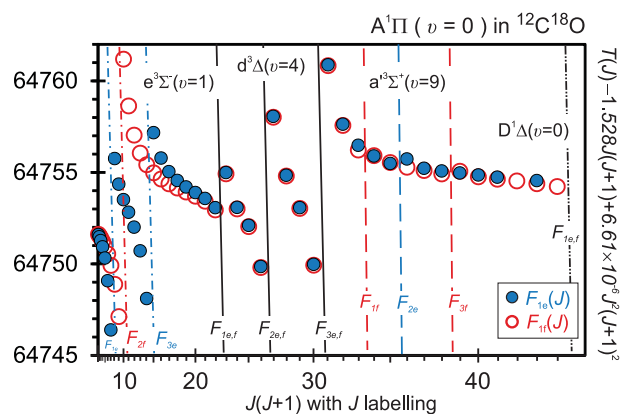 A¹Π (υ = 0) in ¹²C¹⁸O
64760
64755
64750
64745
e³Σ⁻(υ=1)
d³Δ(υ=4)
a'³Σ⁺(υ=9)
D¹Δ(υ=0)
F₁ₑ
F₂f
F₃ₑ
F₁ₑ,f
F₂ₑ,f
F₃ₑ,f
F₁f
F₂ₑ
F₃f
F₁ₑ,f
F₁ₑ(J)
F₁f(J)
10
20
30
40
J(J+1) with J labelling
T(J)−1.528J(J+1)+6.61×10⁻⁶J²(J+1)²